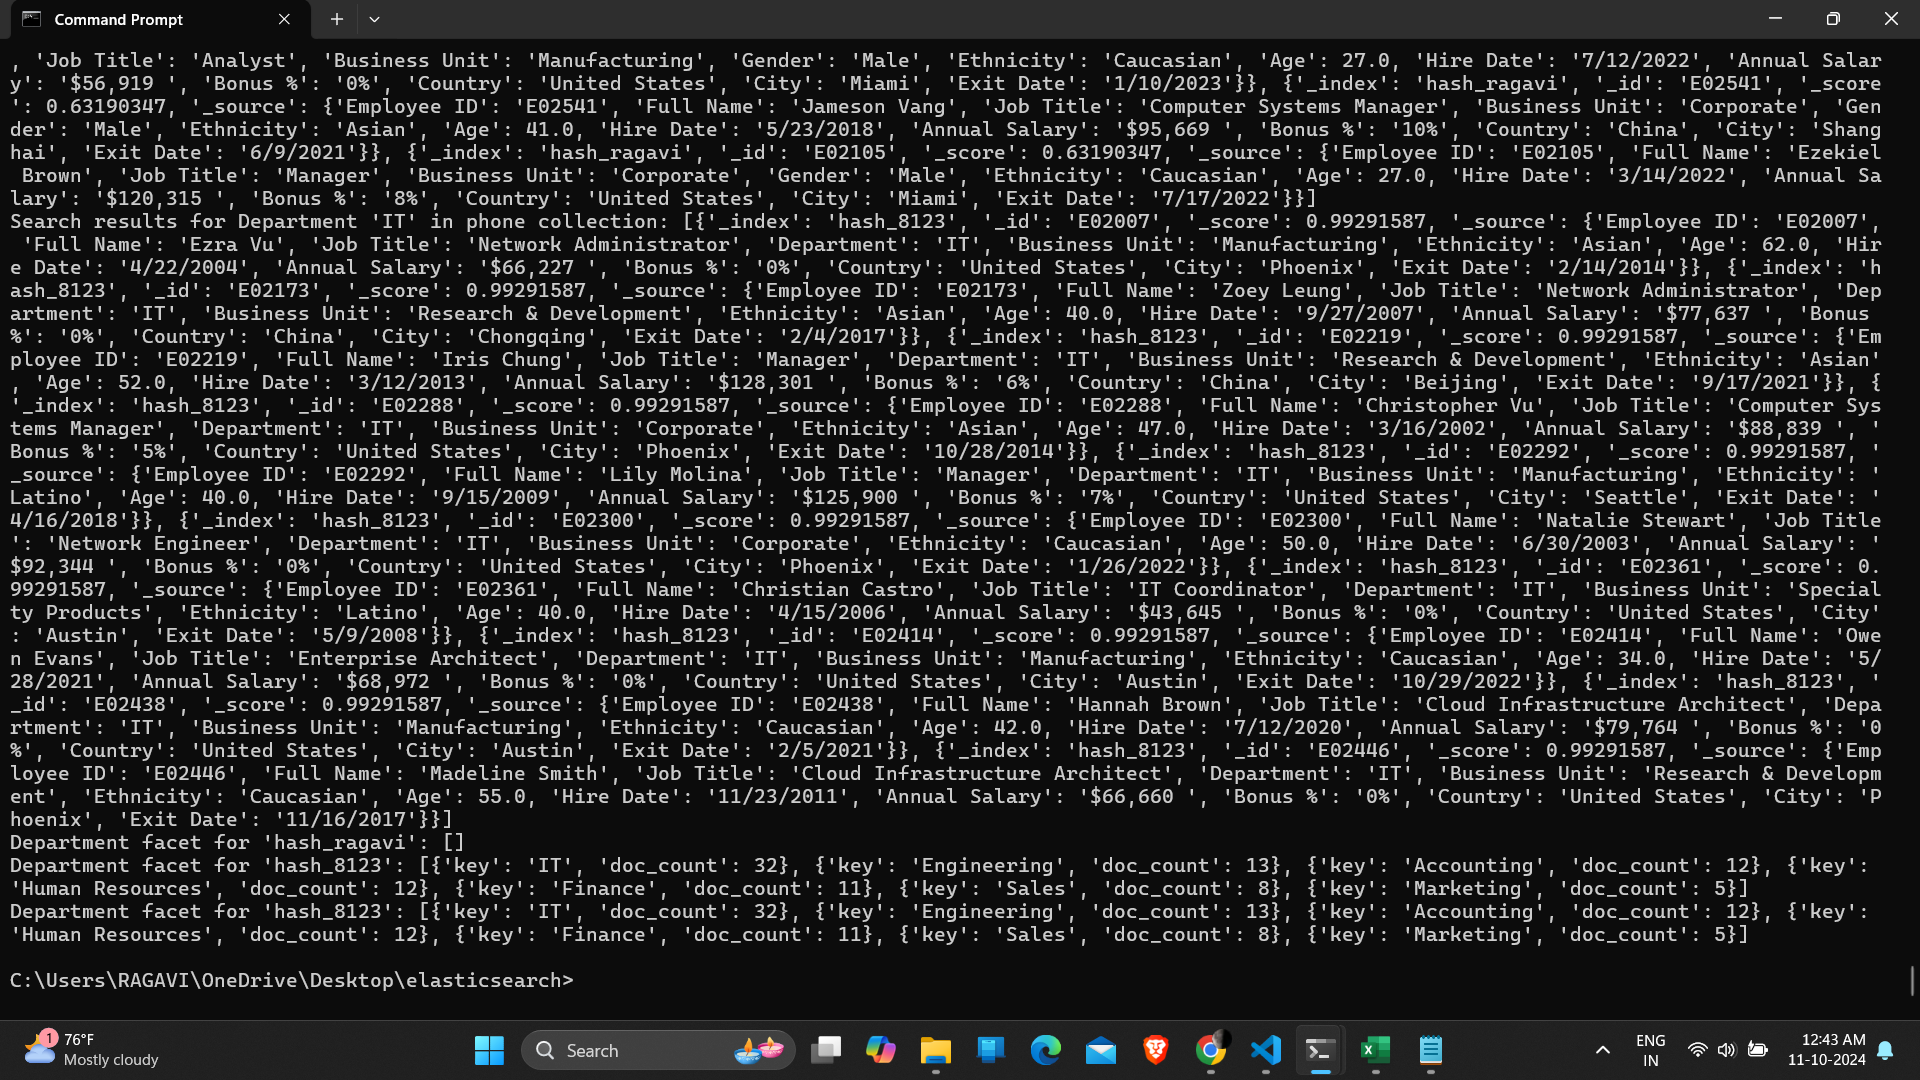 Command Prompt
, 'Job Title': 'Analyst', 'Business Unit': 'Manufacturing', 'Gender': 'Male', 'Ethnicity': 'Caucasian', 'Age': 27.0, 'Hire Date': '7/12/2022', 'Annual Salar
y': '$56,919 ', 'Bonus %': '0%', 'Country': 'United States', 'City': 'Miami', 'Exit Date': '1/10/2023'}}, {'_index': 'hash_ragavi', '_id': 'E02541', '_score
': 0.63190347, '_source': {'Employee ID': 'E02541', 'Full Name': 'Jameson Vang', 'Job Title': 'Computer Systems Manager', 'Business Unit': 'Corporate', 'Gen
der': 'Male', 'Ethnicity': 'Asian', 'Age': 41.0, 'Hire Date': '5/23/2018', 'Annual Salary': '$95,669 ', 'Bonus %': '10%', 'Country': 'China', 'City': 'Shang
hai', 'Exit Date': '6/9/2021'}}, {'_index': 'hash_ragavi', '_id': 'E02105', '_score': 0.63190347, '_source': {'Employee ID': 'E02105', 'Full Name': 'Ezekiel
 Brown', 'Job Title': 'Manager', 'Business Unit': 'Corporate', 'Gender': 'Male', 'Ethnicity': 'Caucasian', 'Age': 27.0, 'Hire Date': '3/14/2022', 'Annual Sa
lary': '$120,315 ', 'Bonus %': '8%', 'Country': 'United States', 'City': 'Miami', 'Exit Date': '7/17/2022'}}]
Search results for Department 'IT' in phone collection: [{'_index': 'hash_8123', '_id': 'E02007', '_score': 0.99291587, '_source': {'Employee ID': 'E02007',
 'Full Name': 'Ezra Vu', 'Job Title': 'Network Administrator', 'Department': 'IT', 'Business Unit': 'Manufacturing', 'Ethnicity': 'Asian', 'Age': 62.0, 'Hir
e Date': '4/22/2004', 'Annual Salary': '$66,227 ', 'Bonus %': '0%', 'Country': 'United States', 'City': 'Phoenix', 'Exit Date': '2/14/2014'}}, {'_index': 'h
ash_8123', '_id': 'E02173', '_score': 0.99291587, '_source': {'Employee ID': 'E02173', 'Full Name': 'Zoey Leung', 'Job Title': 'Network Administrator', 'Dep
artment': 'IT', 'Business Unit': 'Research & Development', 'Ethnicity': 'Asian', 'Age': 40.0, 'Hire Date': '9/27/2007', 'Annual Salary': '$77,637 ', 'Bonus 
%': '0%', 'Country': 'China', 'City': 'Chongqing', 'Exit Date': '2/4/2017'}}, {'_index': 'hash_8123', '_id': 'E02219', '_score': 0.99291587, '_source': {'Em
ployee ID': 'E02219', 'Full Name': 'Iris Chung', 'Job Title': 'Manager', 'Department': 'IT', 'Business Unit': 'Research & Development', 'Ethnicity': 'Asian'
, 'Age': 52.0, 'Hire Date': '3/12/2013', 'Annual Salary': '$128,301 ', 'Bonus %': '6%', 'Country': 'China', 'City': 'Beijing', 'Exit Date': '9/17/2021'}}, {
'_index': 'hash_8123', '_id': 'E02288', '_score': 0.99291587, '_source': {'Employee ID': 'E02288', 'Full Name': 'Christopher Vu', 'Job Title': 'Computer Sys
tems Manager', 'Department': 'IT', 'Business Unit': 'Corporate', 'Ethnicity': 'Asian', 'Age': 47.0, 'Hire Date': '3/16/2002', 'Annual Salary': '$88,839 ', '
Bonus %': '5%', 'Country': 'United States', 'City': 'Phoenix', 'Exit Date': '10/28/2014'}}, {'_index': 'hash_8123', '_id': 'E02292', '_score': 0.99291587, '
_source': {'Employee ID': 'E02292', 'Full Name': 'Lily Molina', 'Job Title': 'Manager', 'Department': 'IT', 'Business Unit': 'Manufacturing', 'Ethnicity': '
Latino', 'Age': 40.0, 'Hire Date': '9/15/2009', 'Annual Salary': '$125,900 ', 'Bonus %': '7%', 'Country': 'United States', 'City': 'Seattle', 'Exit Date': '
4/16/2018'}}, {'_index': 'hash_8123', '_id': 'E02300', '_score': 0.99291587, '_source': {'Employee ID': 'E02300', 'Full Name': 'Natalie Stewart', 'Job Title
': 'Network Engineer', 'Department': 'IT', 'Business Unit': 'Corporate', 'Ethnicity': 'Caucasian', 'Age': 50.0, 'Hire Date': '6/30/2003', 'Annual Salary': '
$92,344 ', 'Bonus %': '0%', 'Country': 'United States', 'City': 'Phoenix', 'Exit Date': '1/26/2022'}}, {'_index': 'hash_8123', '_id': 'E02361', '_score': 0.
99291587, '_source': {'Employee ID': 'E02361', 'Full Name': 'Christian Castro', 'Job Title': 'IT Coordinator', 'Department': 'IT', 'Business Unit': 'Special
ty Products', 'Ethnicity': 'Latino', 'Age': 40.0, 'Hire Date': '4/15/2006', 'Annual Salary': '$43,645 ', 'Bonus %': '0%', 'Country': 'United States', 'City'
: 'Austin', 'Exit Date': '5/9/2008'}}, {'_index': 'hash_8123', '_id': 'E02414', '_score': 0.99291587, '_source': {'Employee ID': 'E02414', 'Full Name': 'Owe
n Evans', 'Job Title': 'Enterprise Architect', 'Department': 'IT', 'Business Unit': 'Manufacturing', 'Ethnicity': 'Caucasian', 'Age': 34.0, 'Hire Date': '5/
28/2021', 'Annual Salary': '$68,972 ', 'Bonus %': '0%', 'Country': 'United States', 'City': 'Austin', 'Exit Date': '10/29/2022'}}, {'_index': 'hash_8123', '
_id': 'E02438', '_score': 0.99291587, '_source': {'Employee ID': 'E02438', 'Full Name': 'Hannah Brown', 'Job Title': 'Cloud Infrastructure Architect', 'Depa
rtment': 'IT', 'Business Unit': 'Manufacturing', 'Ethnicity': 'Caucasian', 'Age': 42.0, 'Hire Date': '7/12/2020', 'Annual Salary': '$79,764 ', 'Bonus %': '0
%', 'Country': 'United States', 'City': 'Austin', 'Exit Date': '2/5/2021'}}, {'_index': 'hash_8123', '_id': 'E02446', '_score': 0.99291587, '_source': {'Emp
loyee ID': 'E02446', 'Full Name': 'Madeline Smith', 'Job Title': 'Cloud Infrastructure Architect', 'Department': 'IT', 'Business Unit': 'Research & Developm
ent', 'Ethnicity': 'Caucasian', 'Age': 55.0, 'Hire Date': '11/23/2011', 'Annual Salary': '$66,660 ', 'Bonus %': '0%', 'Country': 'United States', 'City': 'P
hoenix', 'Exit Date': '11/16/2017'}}]
Department facet for 'hash_ragavi': []
Department facet for 'hash_8123': [{'key': 'IT', 'doc_count': 32}, {'key': 'Engineering', 'doc_count': 13}, {'key': 'Accounting', 'doc_count': 12}, {'key': 
'Human Resources', 'doc_count': 12}, {'key': 'Finance', 'doc_count': 11}, {'key': 'Sales', 'doc_count': 8}, {'key': 'Marketing', 'doc_count': 5}]
Department facet for 'hash_8123': [{'key': 'IT', 'doc_count': 32}, {'key': 'Engineering', 'doc_count': 13}, {'key': 'Accounting', 'doc_count': 12}, {'key': 
'Human Resources', 'doc_count': 12}, {'key': 'Finance', 'doc_count': 11}, {'key': 'Sales', 'doc_count': 8}, {'key': 'Marketing', 'doc_count': 5}]
C:\Users\RAGAVI\OneDrive\Desktop\elasticsearch>
1
76°F
Mostly cloudy
Search
ENG
IN
12:43 AM
11-10-2024